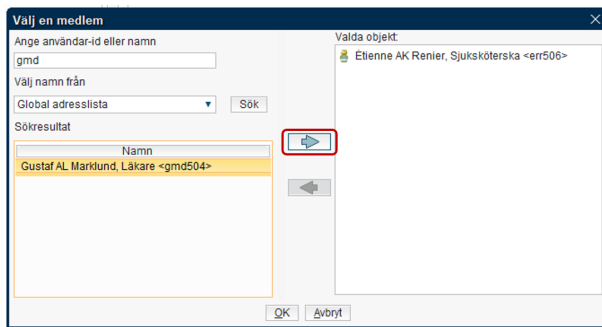 Välj en medlem
Ange användar-id eller namn
gmd
Välj namn från
Global adresslista
Sök
Sökresultat
Namn
Gustaf AL Marklund, Läkare <gmd504>
Valda objekt:
Étienne AK Renier, Sjuksköterska <err506>
OK
Avbryt